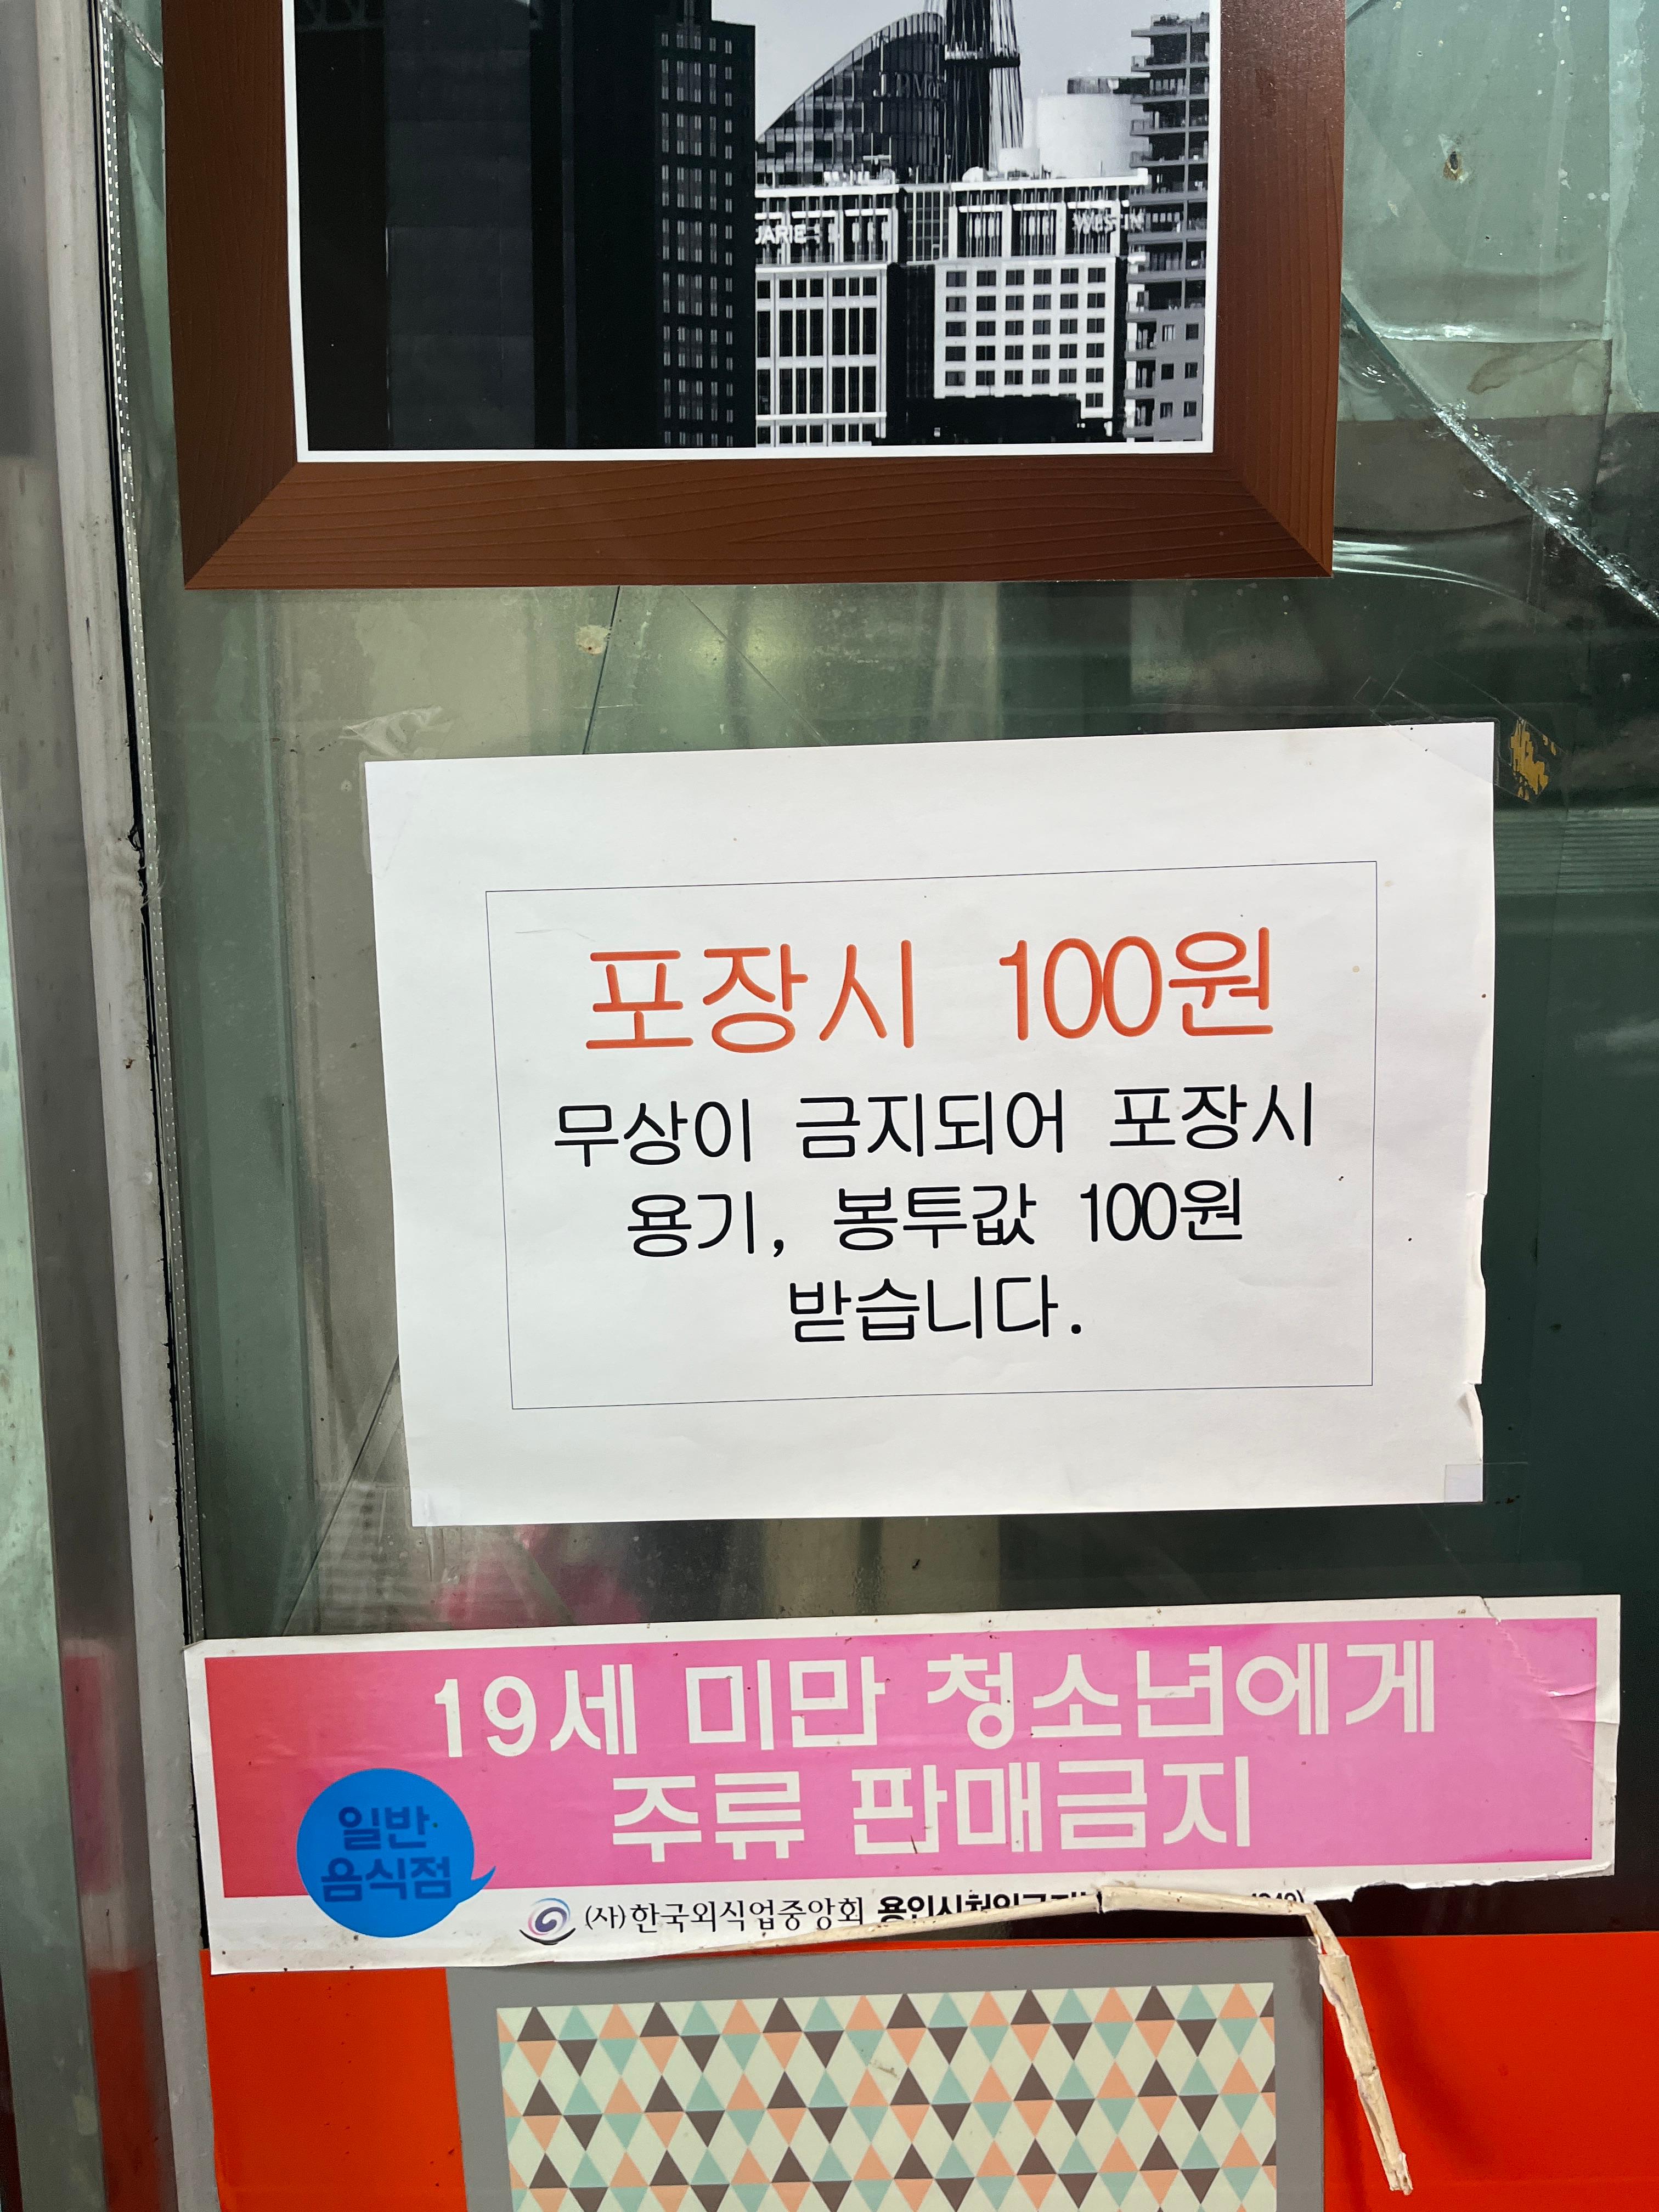 J.P.Mor
포장시 100원
무상이 금지되어 포장시
용기, 봉투값 100원
받습니다.
19세 미만 청소년에게
주류 판매금지
일반
음식점
(사)한국외식업중앙회